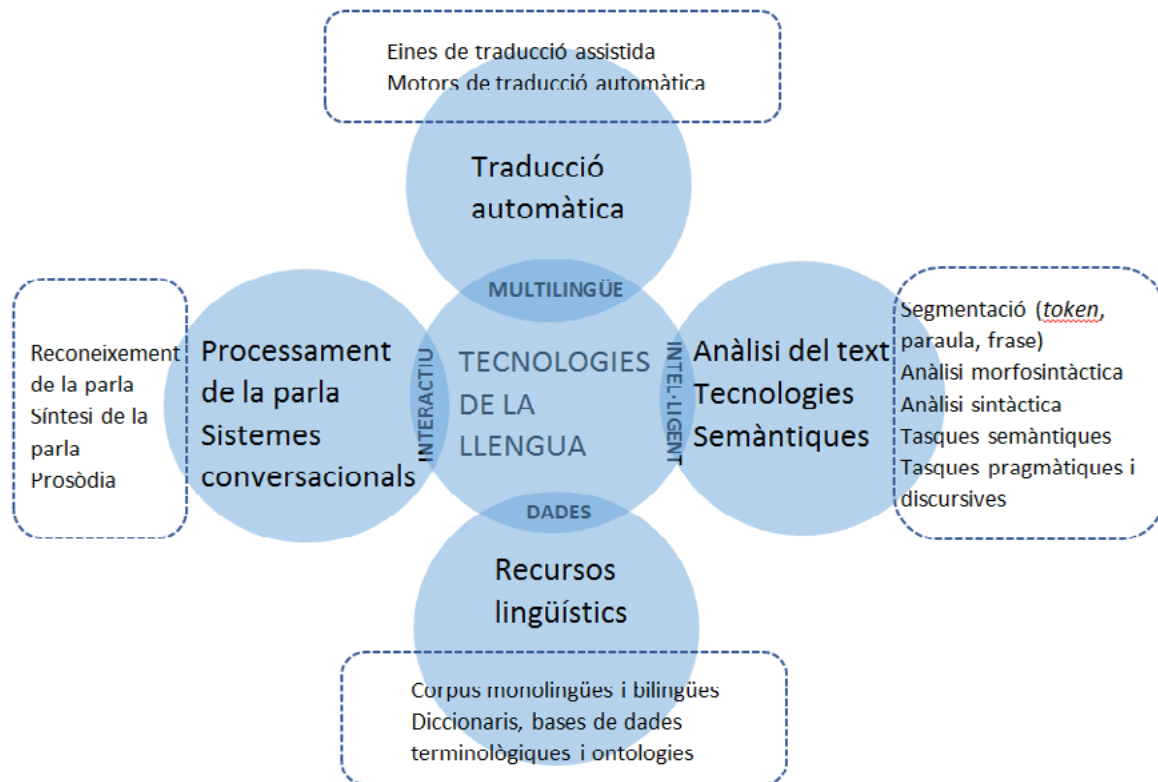 Eines de traducció assistida
Motors de traducció automàtica
Traducció
automàtica
MULTILINGÜE
Reconeixement
de la parla
Síntesi de la
parla
Prosòdia
Processament
de la parla
Sistemes
conversacionals
INTERACTIU
TECNOLOGIES
DE LA
LLENGUA
INTEL·LIGENT
Anàlisi del text
Tecnologies
Semàntiques
Segmentació (token,
paraula, frase)
Anàlisi morfosintàctica
Anàlisi sintàctica
Tasques semàntiques
Tasques pragmàtiques i
discursives
DADES
Recursos
lingüístics
Corpus monolingües i bilingües
Diccionaris, bases de dades
terminològiques i ontologies